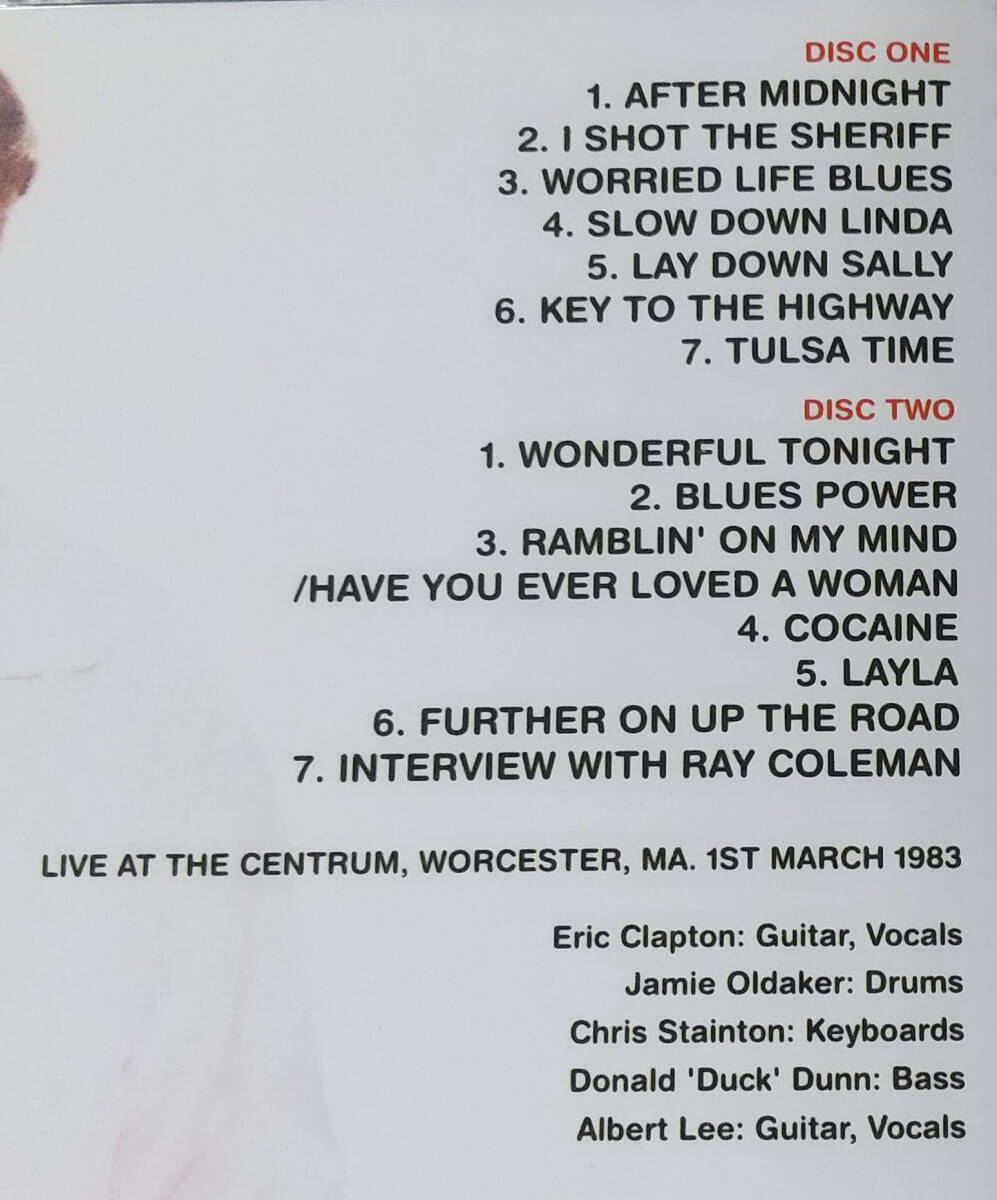 DISC ONE
1. AFTER MIDNIGHT
2. I SHOT THE SHERIFF
3. WORRIED LIFE BLUES
4. SLOW DOWN LINDA
5. LAY DOWN SALLY
6. KEY TO THE HIGHWAY
7. TULSA TIME
DISC TWO
1. WONDERFUL TONIGHT
2. BLUES POWER
3. RAMBLIN' ON MY MIND
/HAVE YOU EVER LOVED A WOMAN
4. COCAINE
5. LAYLA
6. FURTHER ON UP THE ROAD
7. INTERVIEW WITH RAY COLEMAN
LIVE AT THE CENTRUM, WORCESTER, MA. 1ST MARCH 1983
Eric Clapton: Guitar, Vocals
Jamie Oldaker: Drums
Chris Stainton: Keyboards
Donald 'Duck' Dunn: Bass
Albert Lee: Guitar, Vocals